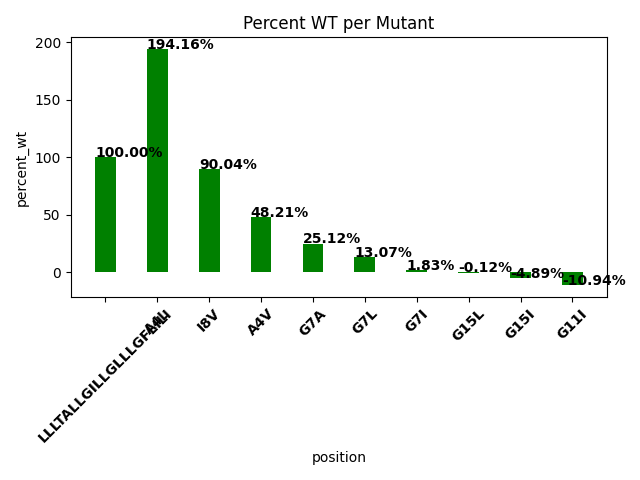 Percent WT per Mutant
200
150
100
50
0
percent_wt
100.00%
194.16%
90.04%
48.21%
25.12%
13.07%
1.83%
-0.12%
-4.89%
-10.94%
I8V
A4V
G7A
G7L
G7I
G15L
G15I
G11I
position